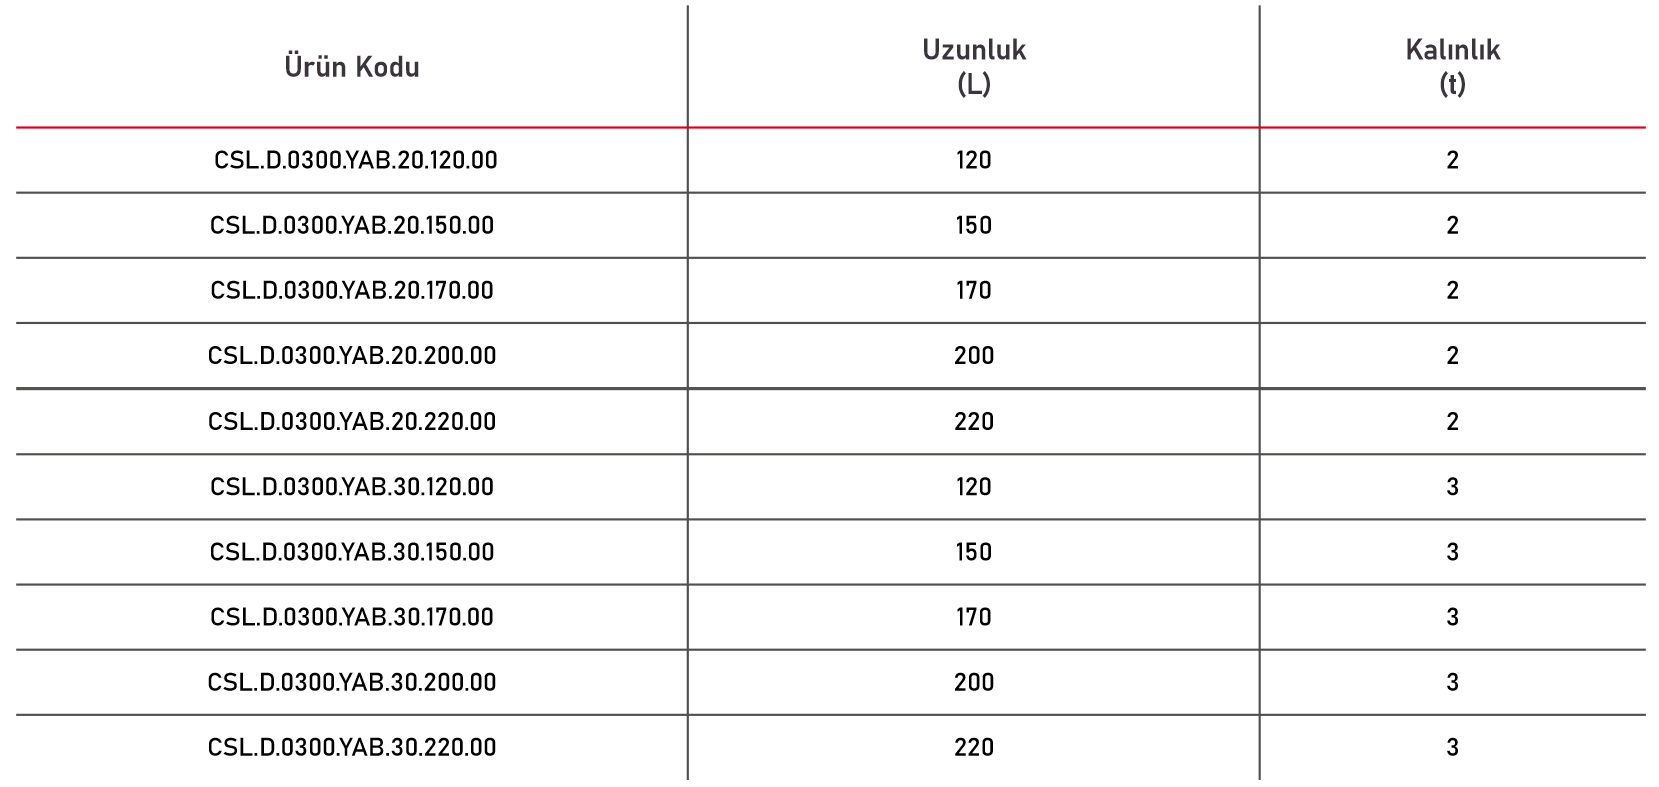 Ürün Kodu Uzunluk (L) Kalınlık (t)
CSL.D.0300.YAB.20.120.00 120 2
CSL.D.0300.YAB.20.150.00 150 2
CSL.D.0300.YAB.20.170.00 170 2
CSL.D.0300.YAB.20.200.00 200 2
CSL.D.0300.YAB.20.220.00 220 2
CSL.D.0300.YAB.30.120.00 120 3
CSL.D.0300.YAB.30.150.00 150 3
CSL.D.0300.YAB.30.170.00 170 3
CSL.D.0300.YAB.30.200.00 200 3
CSL.D.0300.YAB.30.220.00 220 3